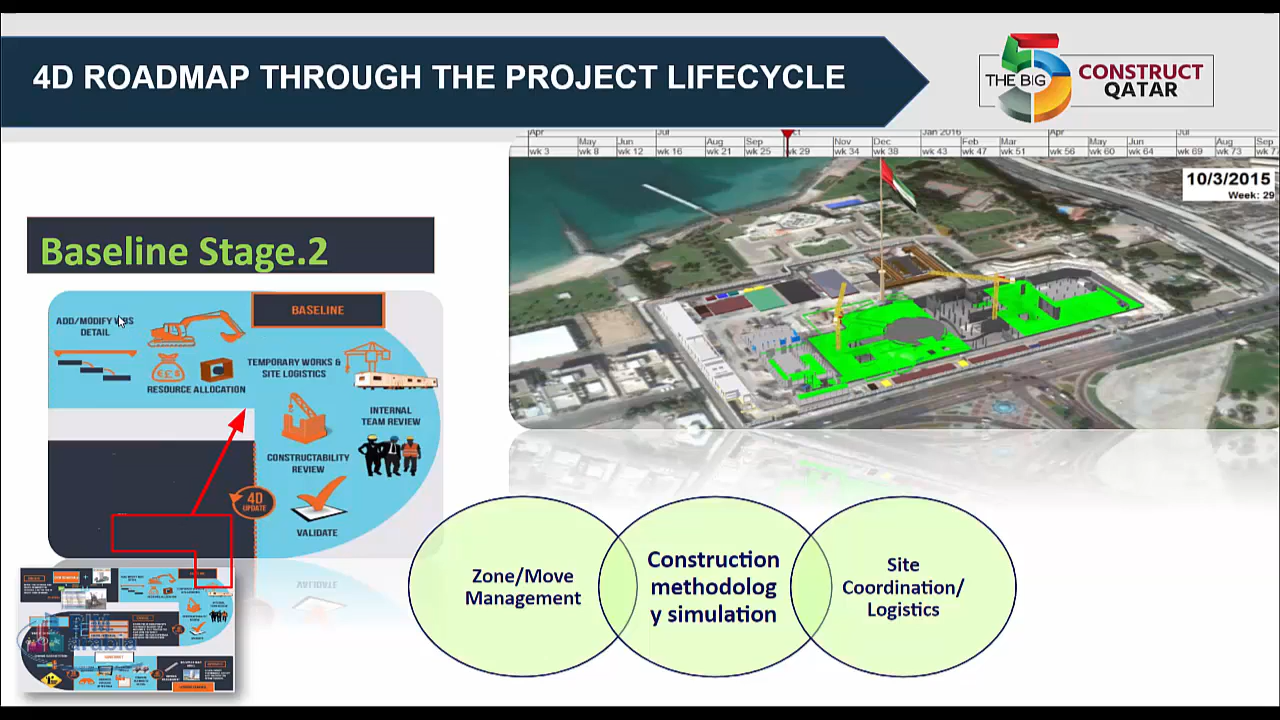 4D ROADMAP THROUGH THE PROJECT LIFECYCLE
THE BIG 5
CONSTRUCT
QATAR
Apr Jul Oct Jan 2016 Apr Jul
May Jun Aug Sep Nov Dec Feb Mar May Jun Aug Sep
wk 3 wk 8 wk 12 wk 16 wk 21 wk 25 wk 29 wk 34 wk 38 wk 43 wk 47 wk 51 wk 56 wk 60 wk 64 wk 69 wk 73
10/3/2015
Week: 29
Baseline Stage.2
BASELINE
ADD/MODIFY WBS
DETAIL
RESOURCE ALLOCATION
TEMPORARY WORKS &
SITE LOGISTICS
INTERNAL
TEAM REVIEW
CONSTRUCTABILITY
REVIEW
4D
UPDATE
VALIDATE
Zone/Move
Management
Construction
methodolog
y simulation
Site
Coordination/
Logistics
arabia